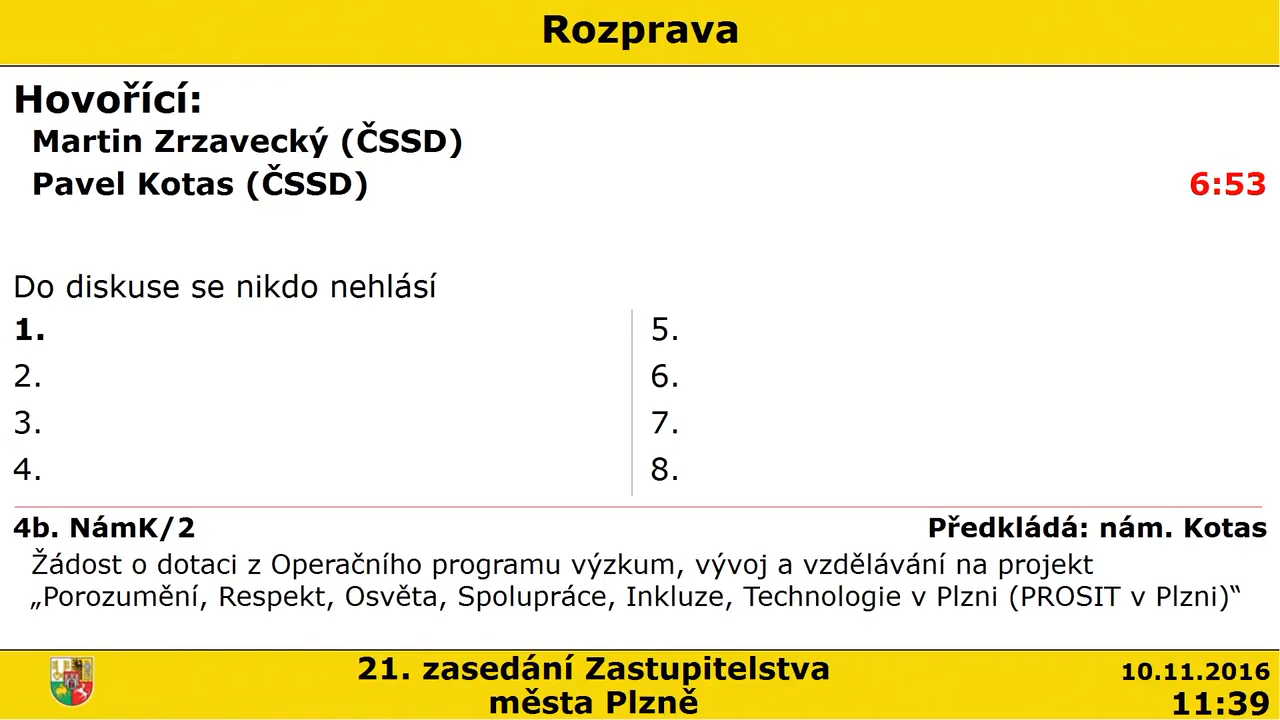 Rozprava
Hovořící:
Martin Zrzavecký (ČSSD)
Pavel Kotas (ČSSD) 6:53
Do diskuse se nikdo nehlásí
1.
2.
3.
4.
5.
6.
7.
8.
4b. NámK/2 Předkládá: nám. Kotas
Žádost o dotaci z Operačního programu výzkum, vývoj a vzdělávání na projekt
„Porozumění, Respekt, Osvěta, Spolupráce, Inkluze, Technologie v Plzni (PROSIT v Plzni)“
21. zasedání Zastupitelstva
města Plzně
10.11.2016
11:39